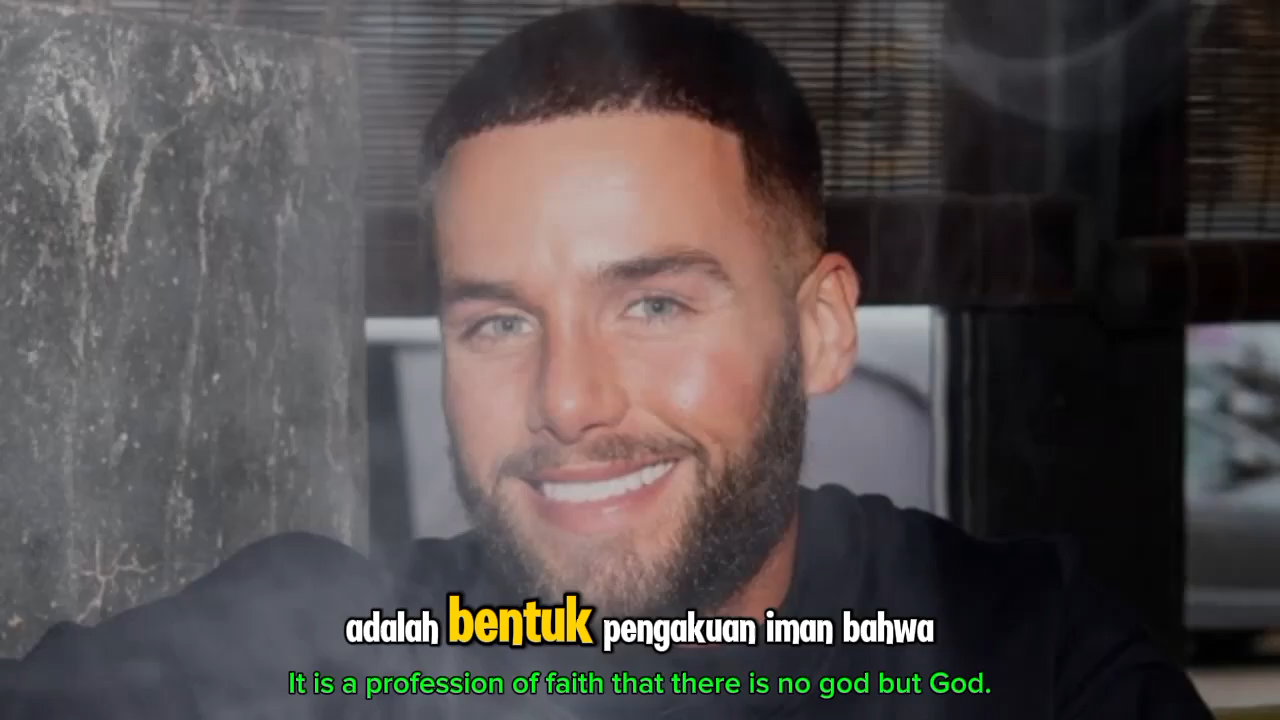 adalah bentuk pengakuan iman bahwa
It is a profession of faith that there is no god but God.